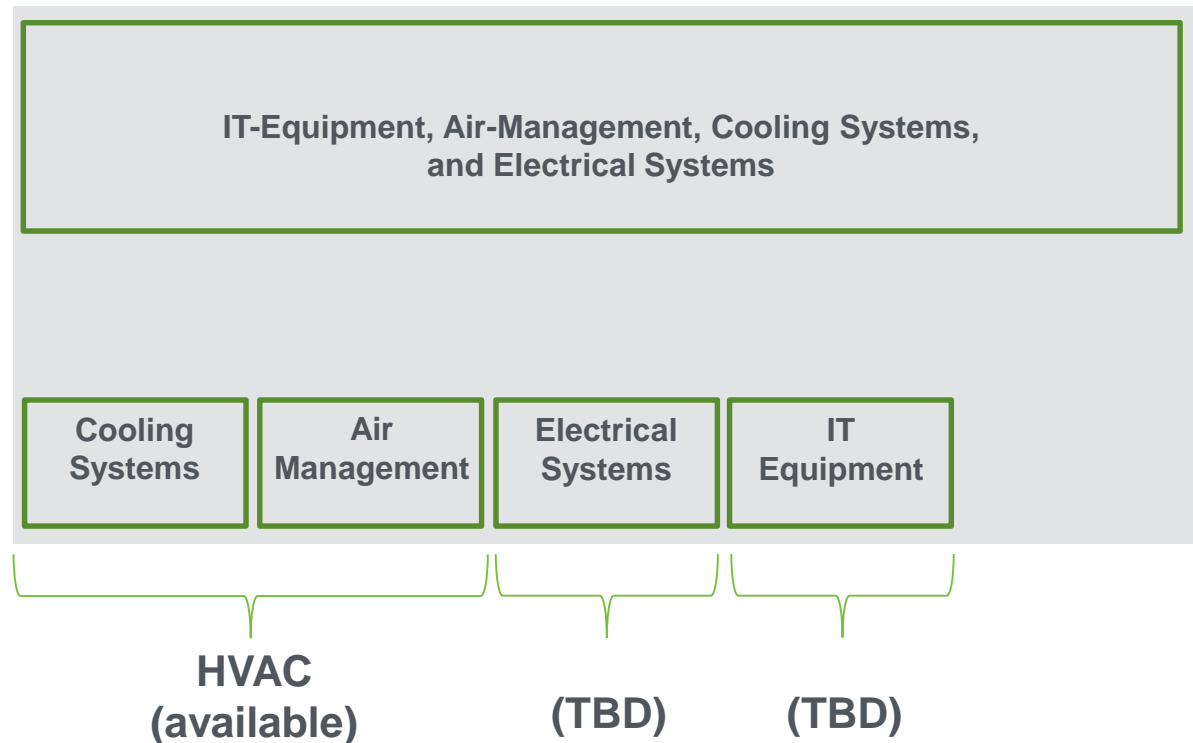 IT-Equipment, Air-Management, Cooling Systems,
and Electrical Systems
Cooling
Systems
Air
Management
Electrical
Systems
IT
Equipment
HVAC
(available)
(TBD)
(TBD)